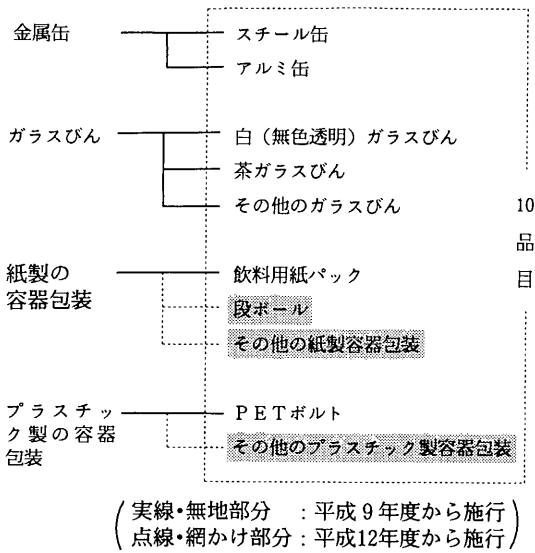 金属缶
スチール缶
アルミ缶
ガラスびん
白（無色透明）ガラスびん
茶ガラスびん
その他のガラスびん
10品目
紙製の
容器包装
飲料用紙パック
段ボール
その他の紙製容器包装
プラスチッ
ク製の容器
包装
ＰＥＴボルト
その他のプラスチック製容器包装
（実線・無地部分　：平成９年度から施行
点線・網かけ部分：平成12年度から施行）